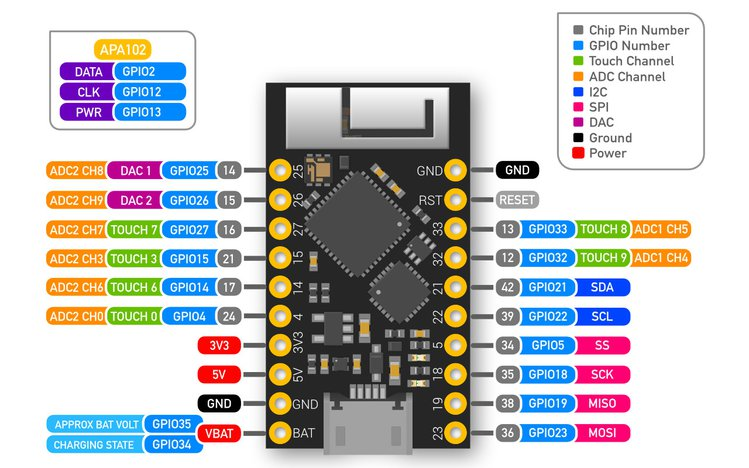 APA102
DATA GPIO2
CLK GPIO12
PWR GPIO13
Chip Pin Number
GPIO Number
Touch Channel
ADC Channel
I2C
SPI
DAC
Ground
Power
ADC2 CH8 DAC 1 GPIO25 14 25
ADC2 CH9 DAC 2 GPIO26 15 26
ADC2 CH7 TOUCH 7 GPIO27 16 27
ADC2 CH3 TOUCH 3 GPIO15 21 15
ADC2 CH6 TOUCH 6 GPIO14 17 14
ADC2 CH0 TOUCH 0 GPIO4 24 4
3V3 3V3
5V 5V
GND GND
APPROX BAT VOLT GPIO35
CHARGING STATE GPIO34
VBAT BAT
GND GND
RST RESET
33 13 GPIO33 TOUCH 8 ADC1 CH5
32 12 GPIO32 TOUCH 9 ADC1 CH4
21 42 GPIO21 SDA
22 39 GPIO22 SCL
5 34 GPIO5 SS
18 35 GPIO18 SCK
19 38 GPIO19 MISO
23 36 GPIO23 MOSI